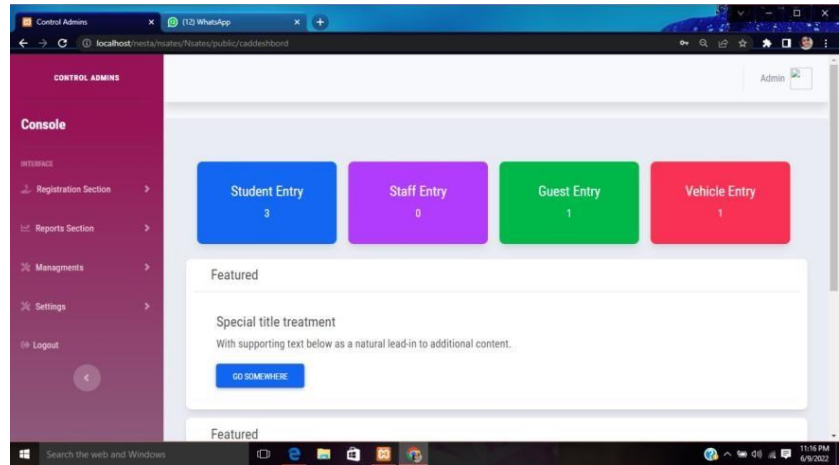 Control Admins
(12) WhatsApp
localhost/nesta/nsates/Nsates/public/caddeshbord
CONTROL ADMINS
Admin
Console
INTERFACE
Registration Section
Reports Section
Managments
Settings
Logout
Student Entry
3
Staff Entry
0
Guest Entry
1
Vehicle Entry
1
Featured
Special title treatment
With supporting text below as a natural lead-in to additional content.
GO SOMEWHERE
Featured
Search the web and Windows
11:16 PM
6/9/2022